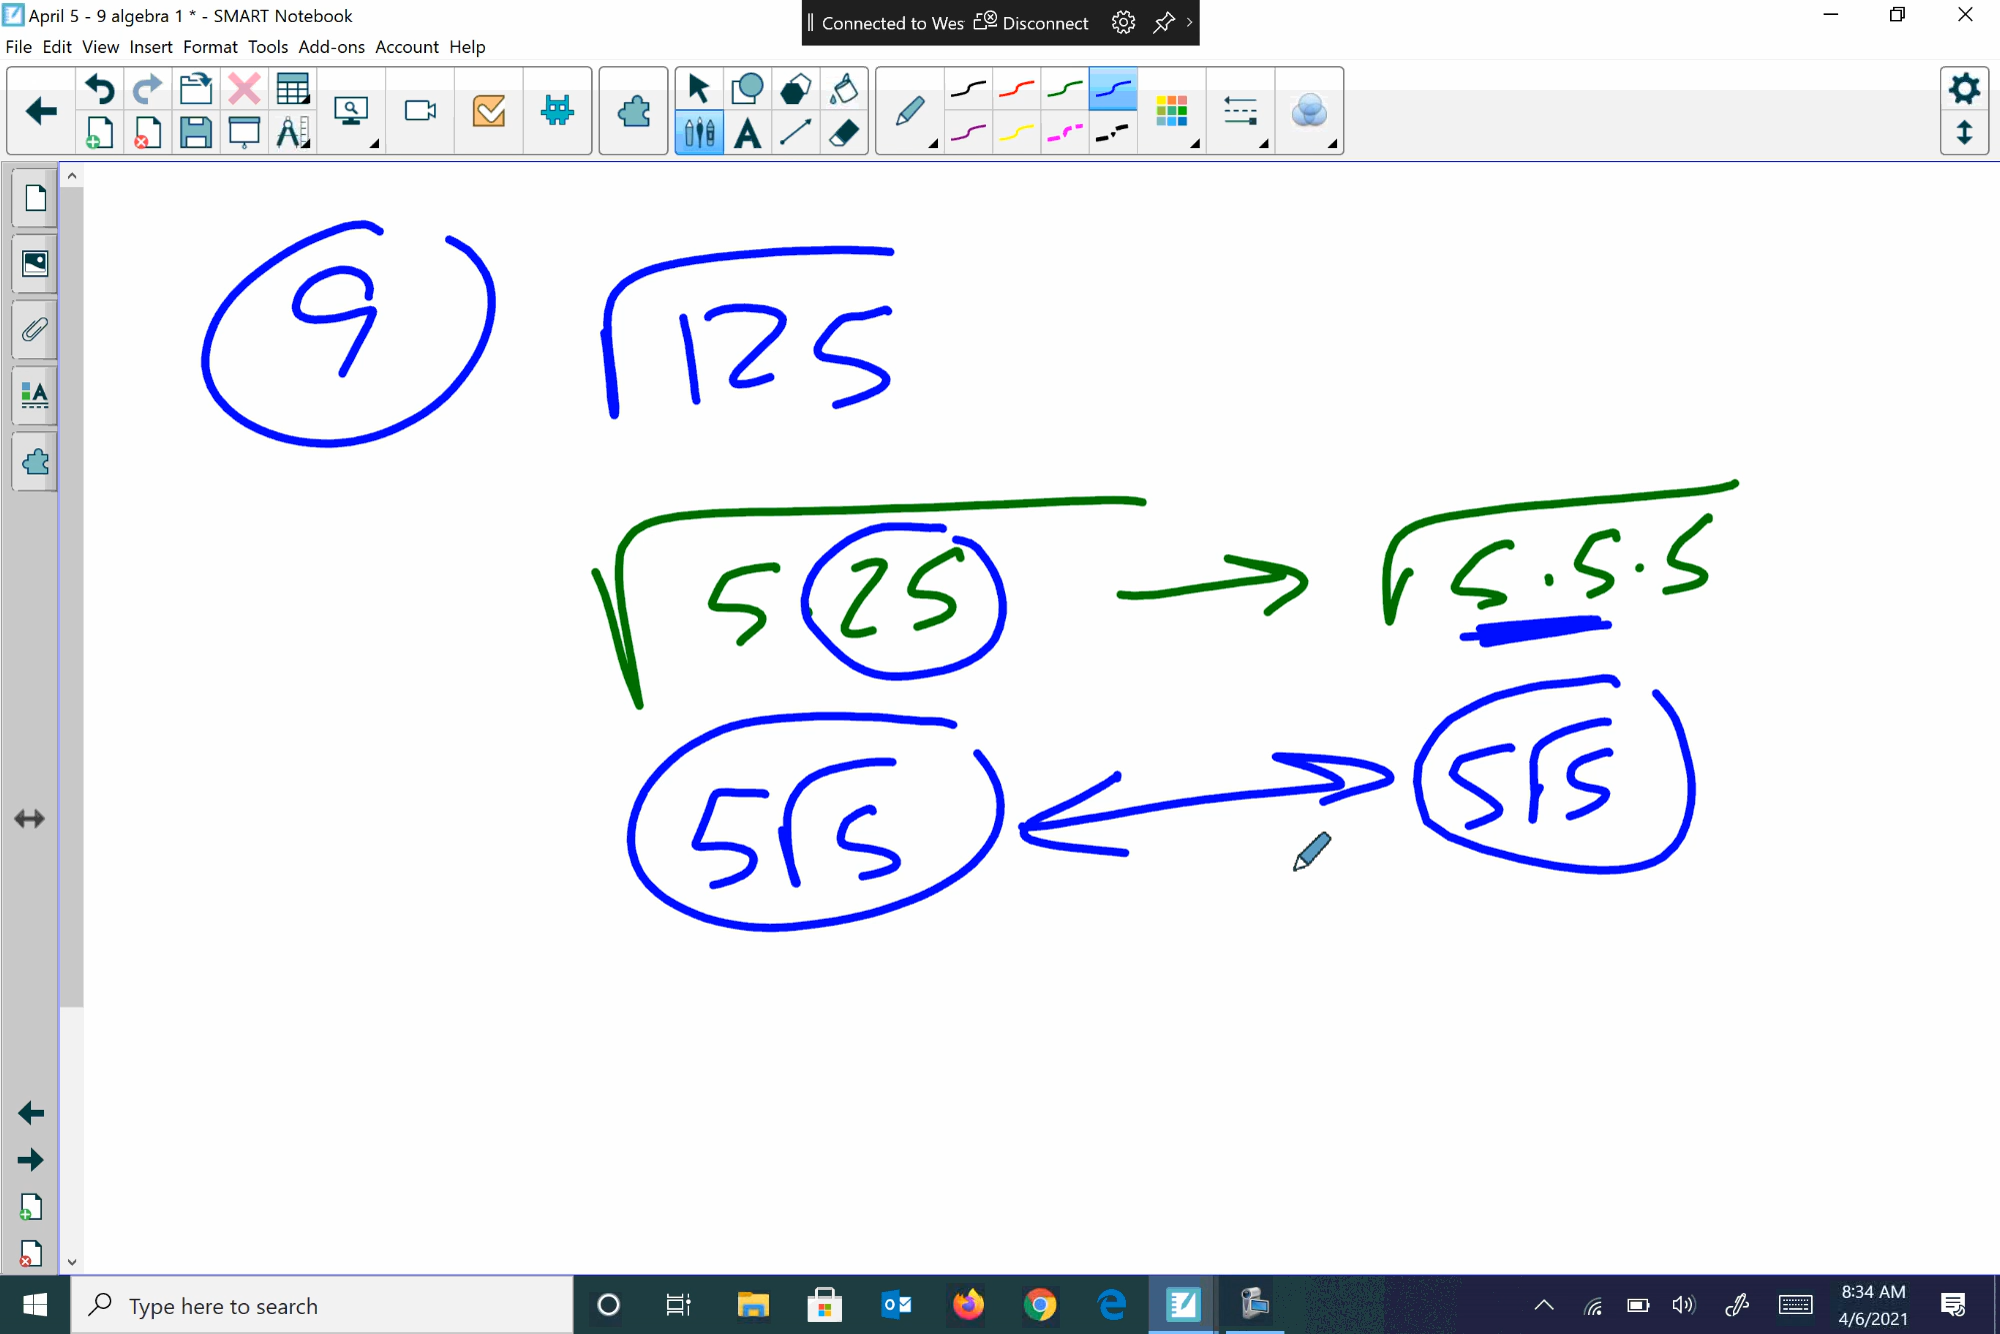 April 5 - 9 algebra 1 * - SMART Notebook
Connected to Wes Disconnect
File Edit View Insert Format Tools Add-ons Account Help
9 √125
√5·25 → √5·5·5
5√5 ↔ 5√5
Type here to search
8:34 AM
4/6/2021